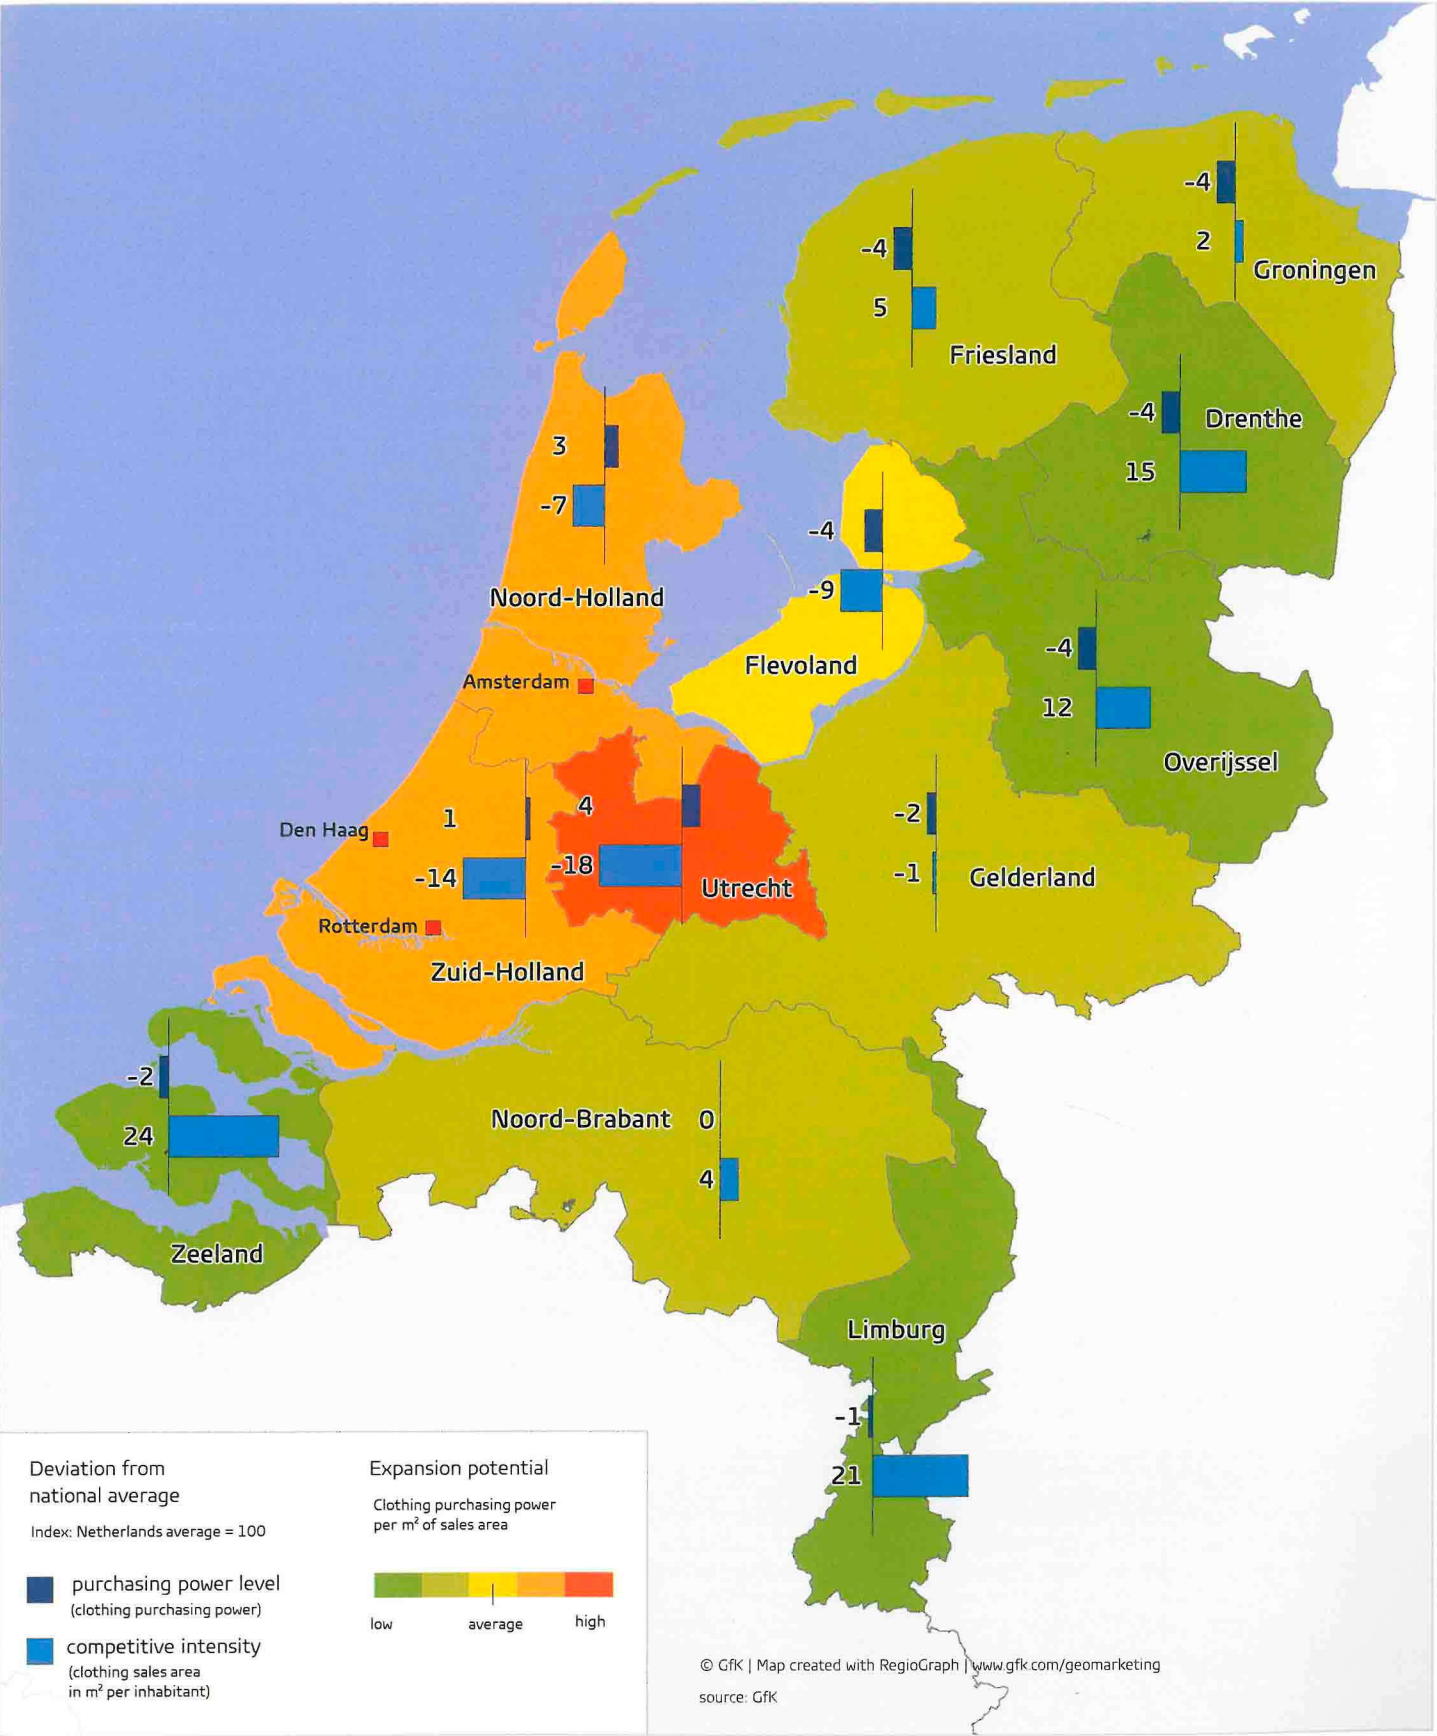 -4
2
Groningen
-4
5
Friesland
-4
Drenthe
15
3
-7
Noord-Holland
-4
-9
Flevoland
Amsterdam
-4
12
Overijssel
1
Den Haag
-14
4
-18
Utrecht
-2
-1
Gelderland
Rotterdam
Zuid-Holland
-2
24
Zeeland
Noord-Brabant
0
4
Limburg
-1
21
Deviation from
national average
Index: Netherlands average = 100
purchasing power level
(clothing purchasing power)
competitive intensity
(clothing sales area
in m² per inhabitant)
Expansion potential
Clothing purchasing power
per m² of sales area
low average high
© GfK | Map created with RegioGraph | www.gfk.com/geomarketing
source: GfK